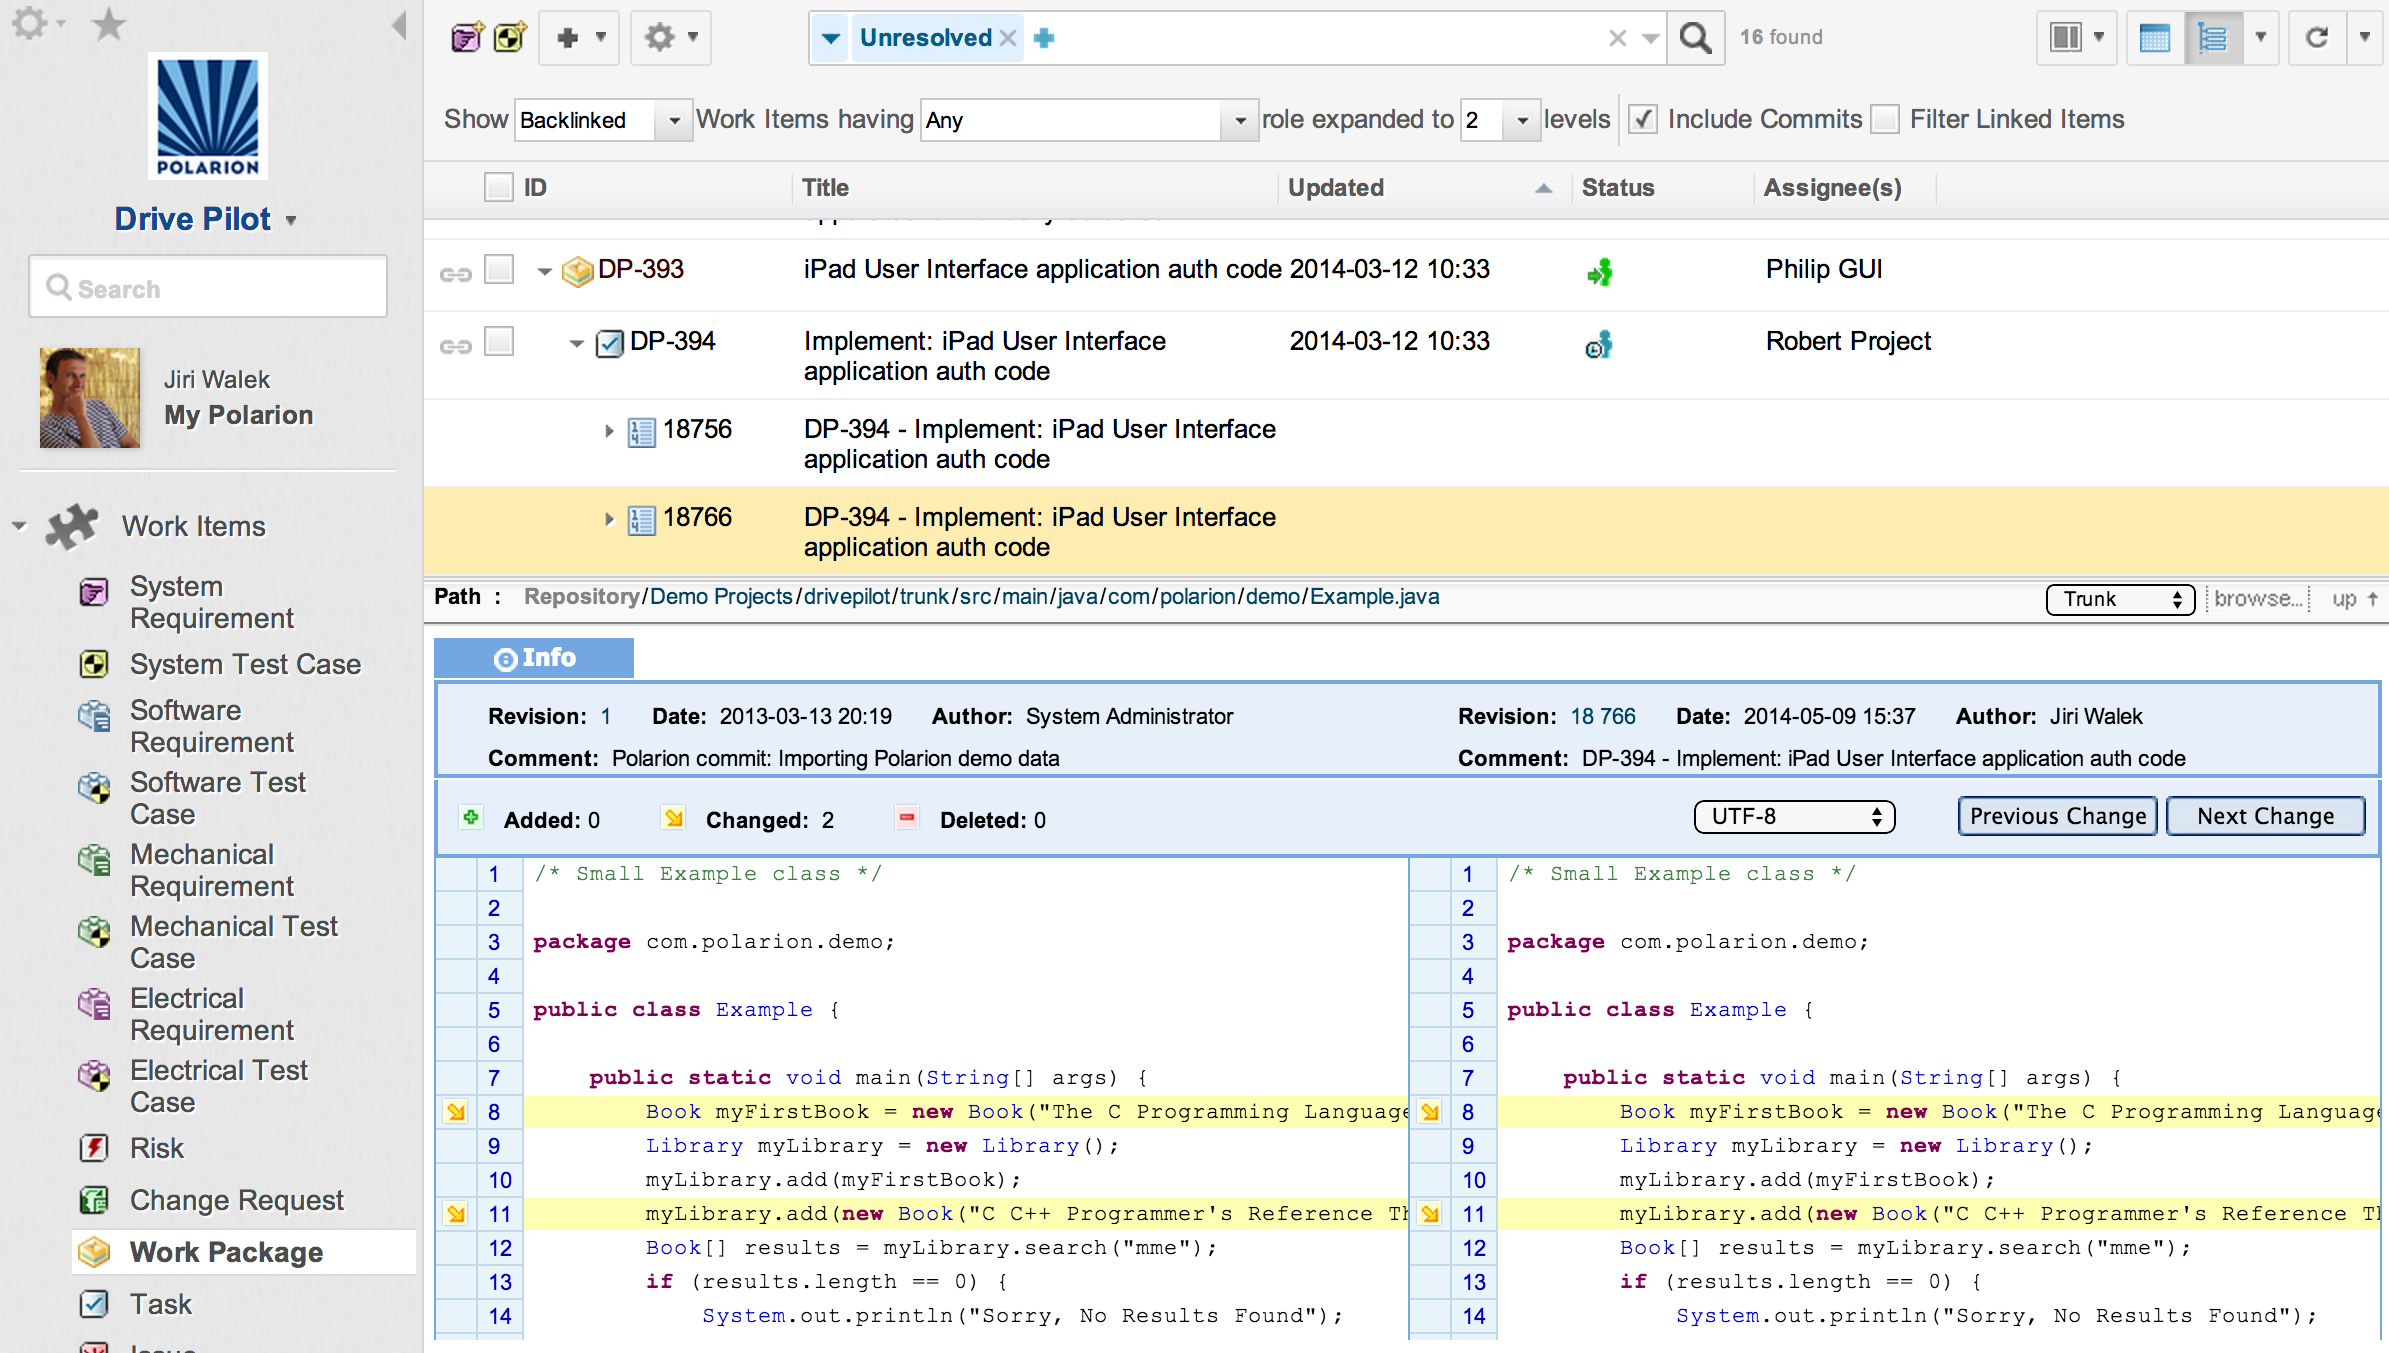 POLARION
Drive Pilot
Search
Jiri Walek
My Polarion
Work Items
System
Requirement
System Test Case
Software
Requirement
Software Test
Case
Mechanical
Requirement
Mechanical Test
Case
Electrical
Requirement
Electrical Test
Case
Risk
Change Request
Work Package
Task
Unresolved
16 found
Show Backlinked Work Items having Any role expanded to 2 levels Include Commits Filter Linked Items
ID Title Updated Status Assignee(s)
DP-393 iPad User Interface application auth code 2014-03-12 10:33 Philip GUI
DP-394 Implement: iPad User Interface 2014-03-12 10:33 Robert Project
application auth code
18756 DP-394 - Implement: iPad User Interface
application auth code
18766 DP-394 - Implement: iPad User Interface
application auth code
Path : Repository/Demo Projects/drivepilot/trunk/src/main/java/com/polarion/demo/Example.java Trunk browse... up
Info
Revision: 1 Date: 2013-03-13 20:19 Author: System Administrator
Comment: Polarion commit: Importing Polarion demo data
Revision: 18 766 Date: 2014-05-09 15:37 Author: Jiri Walek
Comment: DP-394 - Implement: iPad User Interface application auth code
Added: 0 Changed: 2 Deleted: 0 UTF-8 Previous Change Next Change
1 /* Small Example class */
2
3 package com.polarion.demo;
4
5 public class Example {
6
7 public static void main(String[] args) {
8 Book myFirstBook = new Book("The C Programming Language
9 Library myLibrary = new Library();
10 myLibrary.add(myFirstBook);
11 myLibrary.add(new Book("C C++ Programmer's Reference Th
12 Book[] results = myLibrary.search("mme");
13 if (results.length == 0) {
14 System.out.println("Sorry, No Results Found");
1 /* Small Example class */
2
3 package com.polarion.demo;
4
5 public class Example {
6
7 public static void main(String[] args) {
8 Book myFirstBook = new Book("The C Programming Language
9 Library myLibrary = new Library();
10 myLibrary.add(myFirstBook);
11 myLibrary.add(new Book("C C++ Programmer's Reference Th
12 Book[] results = myLibrary.search("mme");
13 if (results.length == 0) {
14 System.out.println("Sorry, No Results Found");